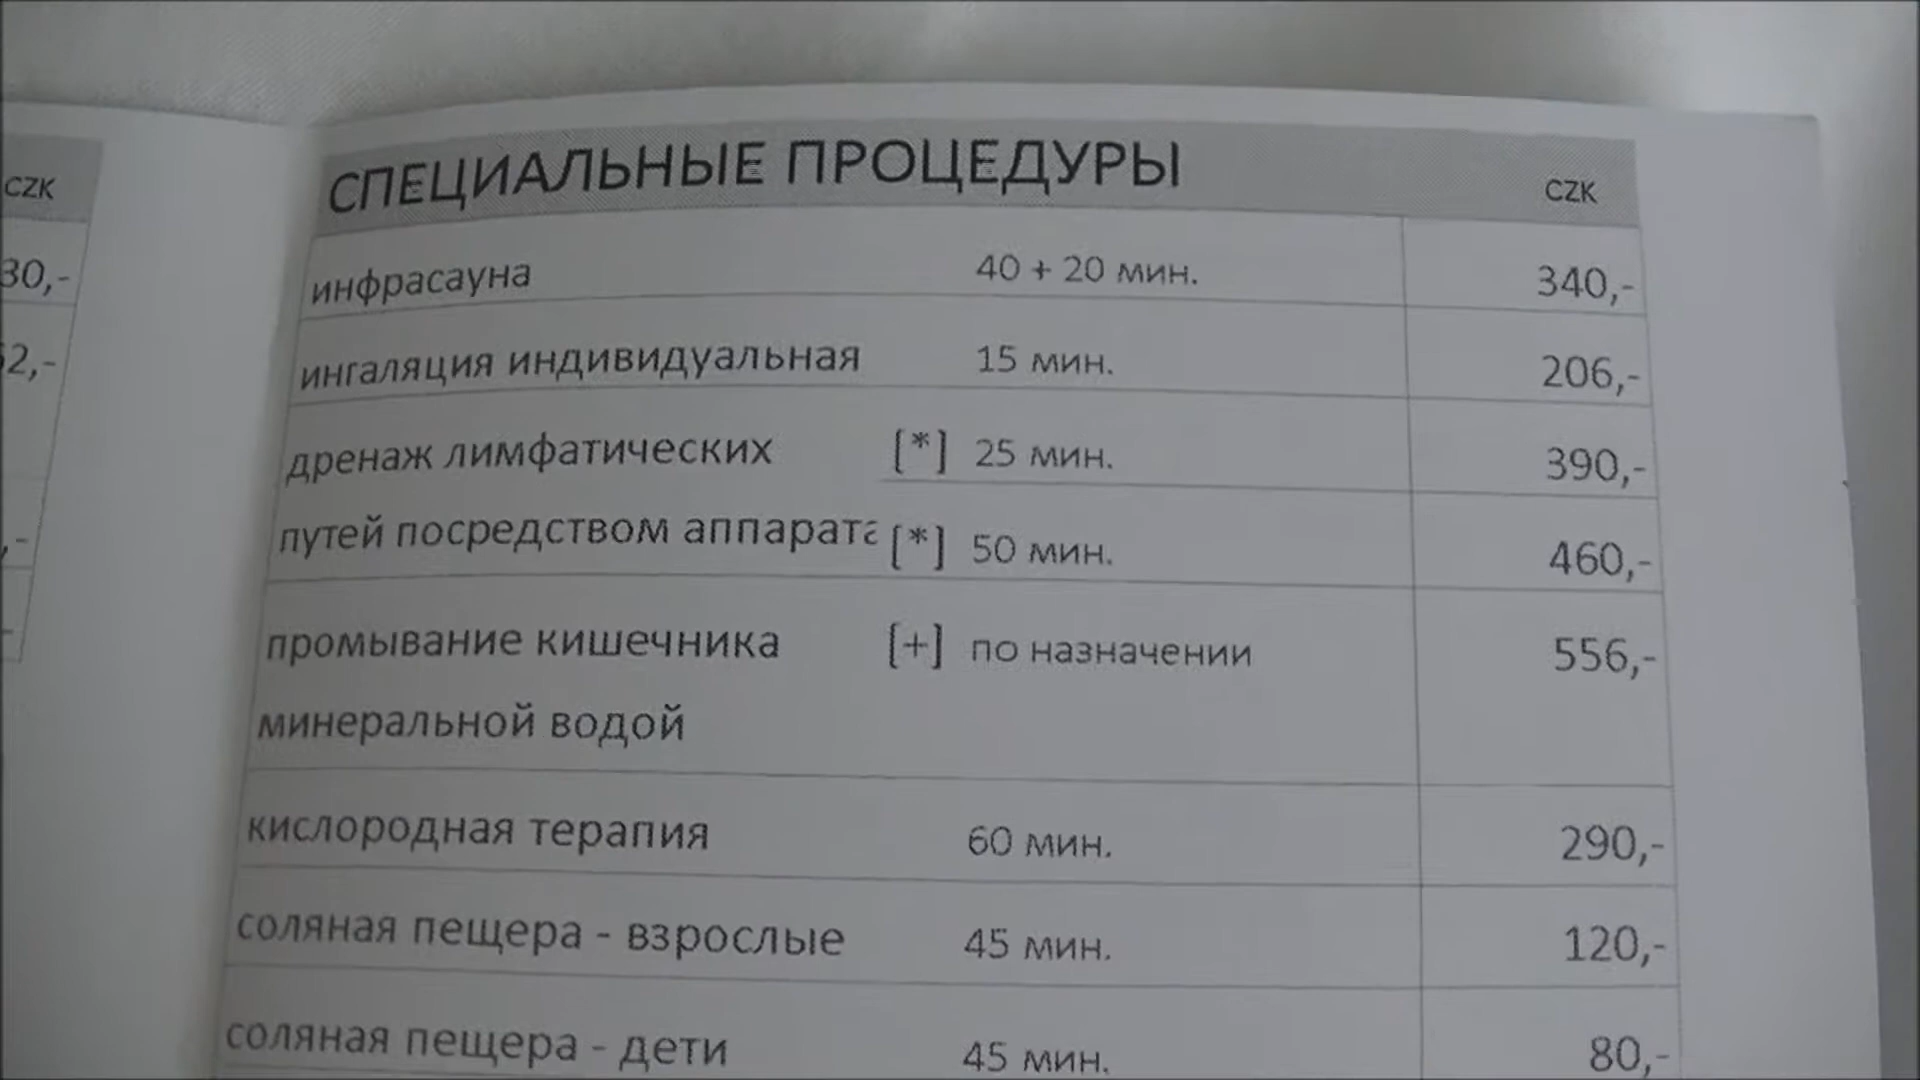 CZK
30,-
2,-
,-
-
СПЕЦИАЛЬНЫЕ ПРОЦЕДУРЫ CZK
инфрасауна 40 + 20 мин. 340,-
ингаляция индивидуальная 15 мин. 206,-
дренаж лимфатических [*] 25 мин. 390,-
путей посредством аппарата [*] 50 мин. 460,-
промывание кишечника [+] по назначении 556,-
минеральной водой
кислородная терапия 60 мин. 290,-
соляная пещера - взрослые 45 мин. 120,-
соляная пещера - дети 45 мин. 80,-